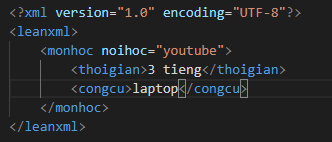 <?xml version="1.0" encoding="UTF-8"?>
<leanxml>
    <monhoc noihoc="youtube">
        <thoigian>3 tieng</thoigian>
        <congcu>laptop</congcu>
    </monhoc>
</leanxml>